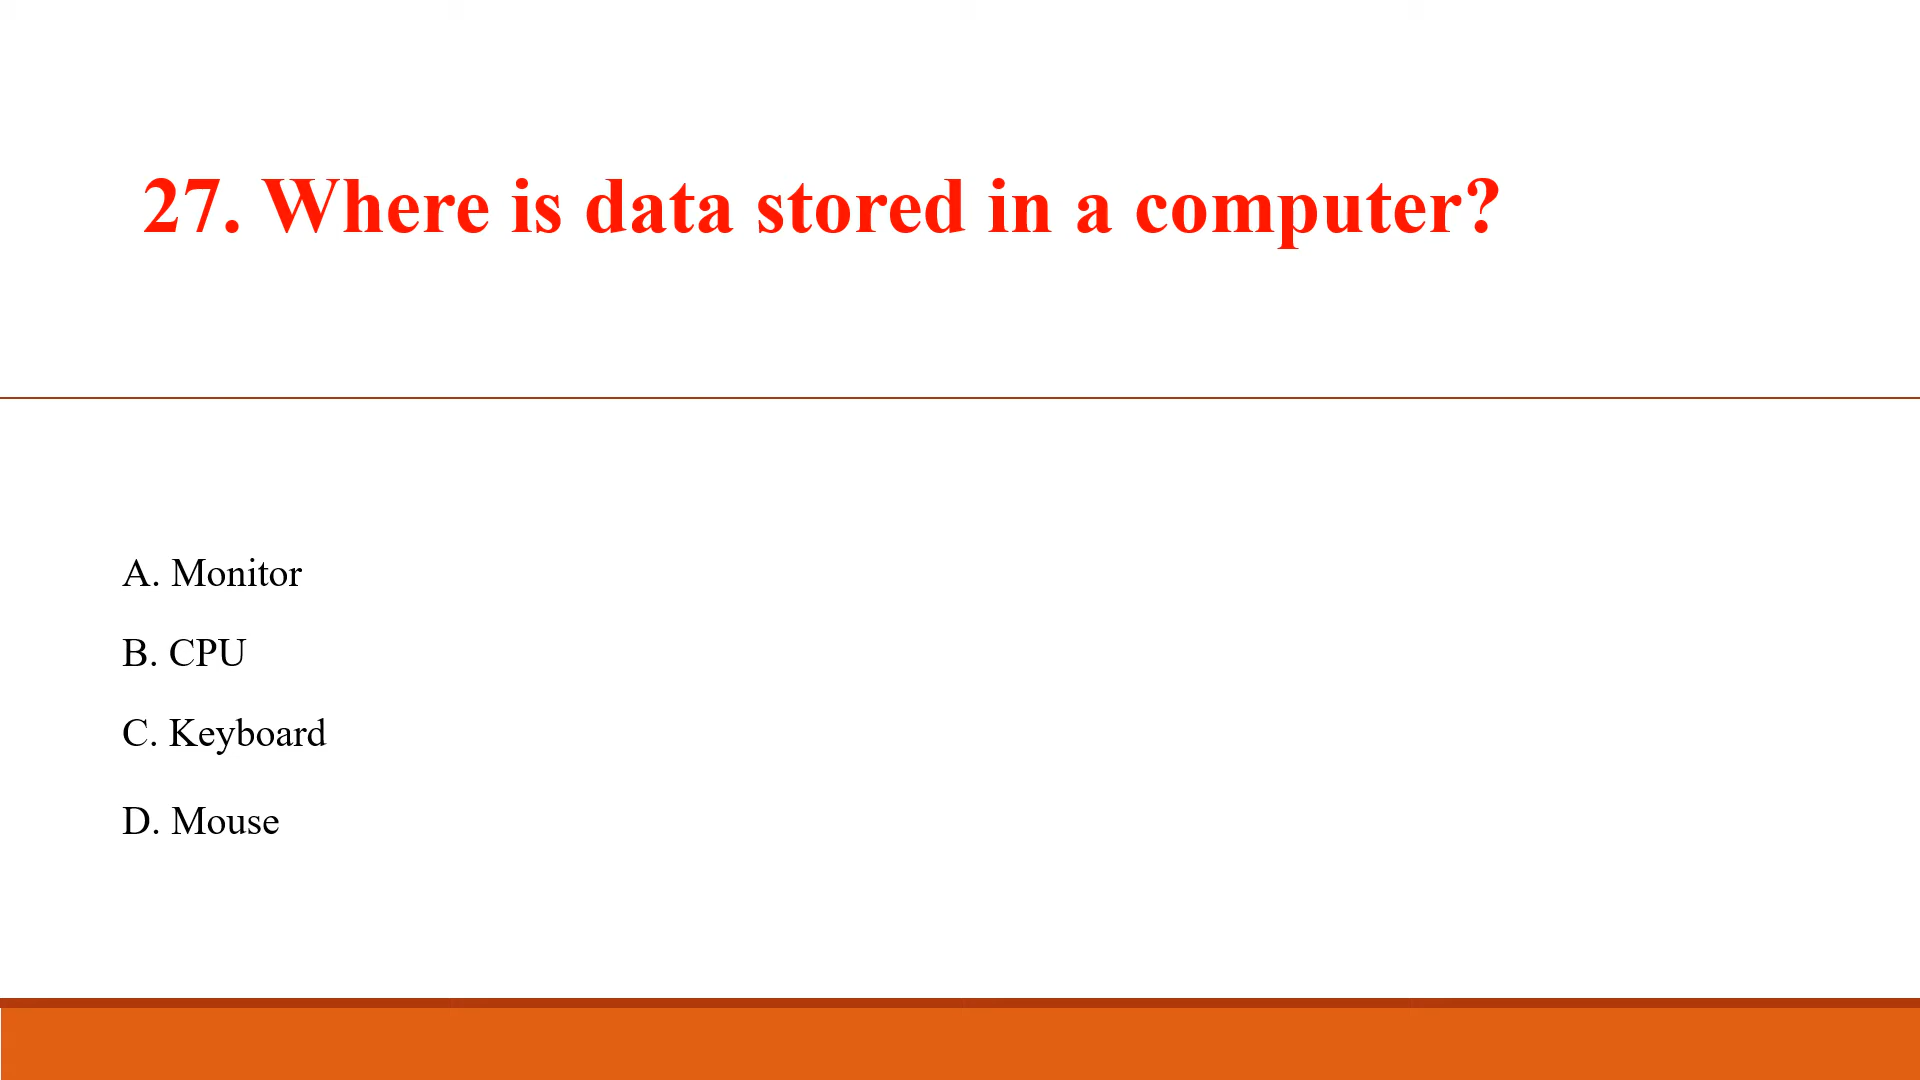 27. Where is data stored in a computer?
A. Monitor
B. CPU
C. Keyboard
D. Mouse